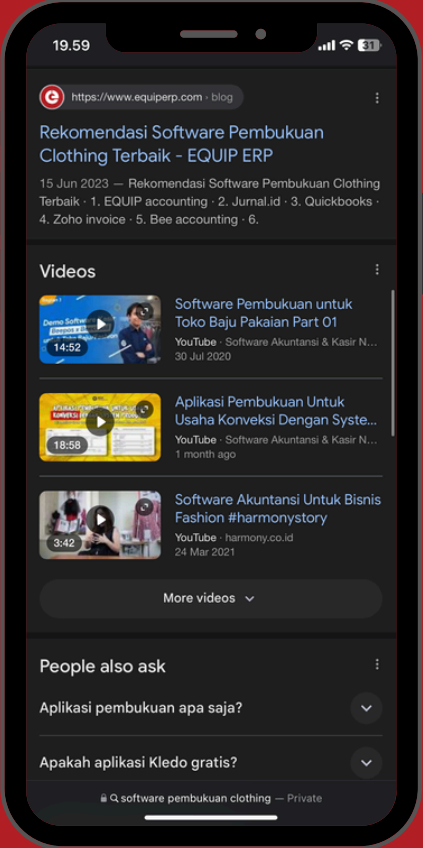 19.59
31
https://www.equiperp.com › blog
Rekomendasi Software Pembukuan
Clothing Terbaik - EQUIP ERP
15 Jun 2023 — Rekomendasi Software Pembukuan Clothing
Terbaik · 1. EQUIP accounting · 2. Jurnal.id · 3. Quickbooks ·
4. Zoho invoice · 5. Bee accounting · 6.
Videos
Demo Software
14:52
Software Pembukuan untuk
Toko Baju Pakaian Part 01
YouTube · Software Akuntansi & Kasir N...
30 Jul 2020
18:58
Aplikasi Pembukuan Untuk
Usaha Konveksi Dengan Syste...
YouTube · Software Akuntansi & Kasir N...
1 month ago
3:42
Software Akuntansi Untuk Bisnis
Fashion #harmonystory
YouTube · harmony.co.id
24 Mar 2021
More videos
People also ask
Aplikasi pembukuan apa saja?
Apakah aplikasi Kledo gratis?
software pembukuan clothing — Private